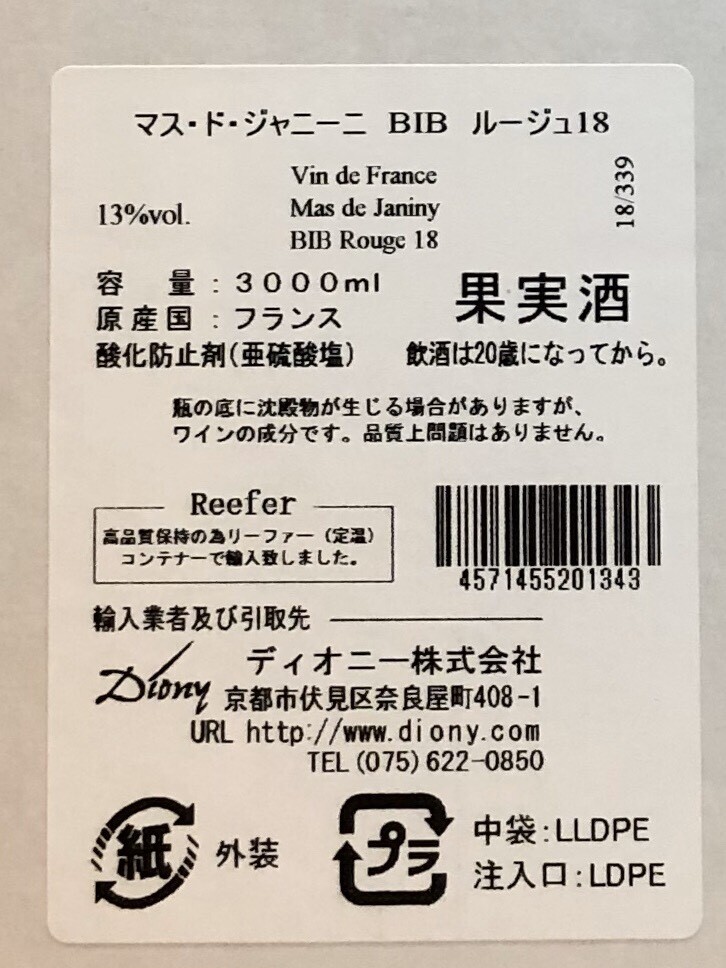 マス・ド・ジャニーニ BIB ルージュ18
Vin de France
13%vol.
Mas de Janiny
BIB Rouge 18
18/339
容 量：3000ml
原産国：フランス
果実酒
酸化防止剤(亜硫酸塩)
飲酒は20歳になってから。
瓶の底に沈殿物が生じる場合がありますが、
ワインの成分です。品質上問題はありません。
Reefer
高品質保持の為リーファー（定温）
コンテナーで輸入致しました。
4571455201343
輸入業者及び引取先
Diony
ディオニー株式会社
京都市伏見区奈良屋町408-1
URL http://www.diony.com
TEL(075)622-0850
紙
外装
プラ
中袋:LLDPE
注入口:LDPE